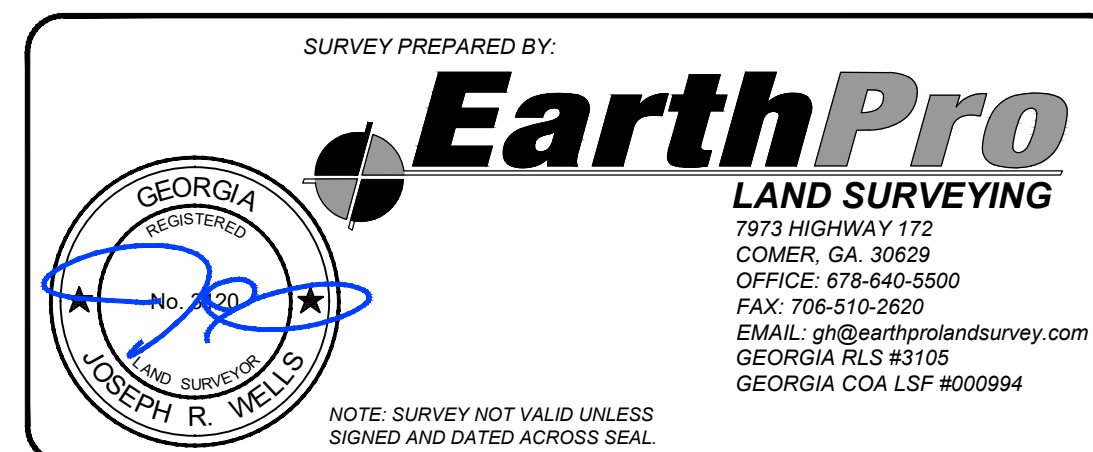 SURVEY PREPARED BY:
EarthPro
LAND SURVEYING
7973 HIGHWAY 172
COMER, GA. 30629
OFFICE: 678-640-5500
FAX: 706-510-2620
EMAIL: gh@earthprolandsurvey.com
GEORGIA RLS #3105
GEORGIA COA LSF #000994
GEORGIA
REGISTERED
No. 3120
LAND SURVEYOR
JOSEPH R. WELLS
NOTE: SURVEY NOT VALID UNLESS
SIGNED AND DATED ACROSS SEAL.